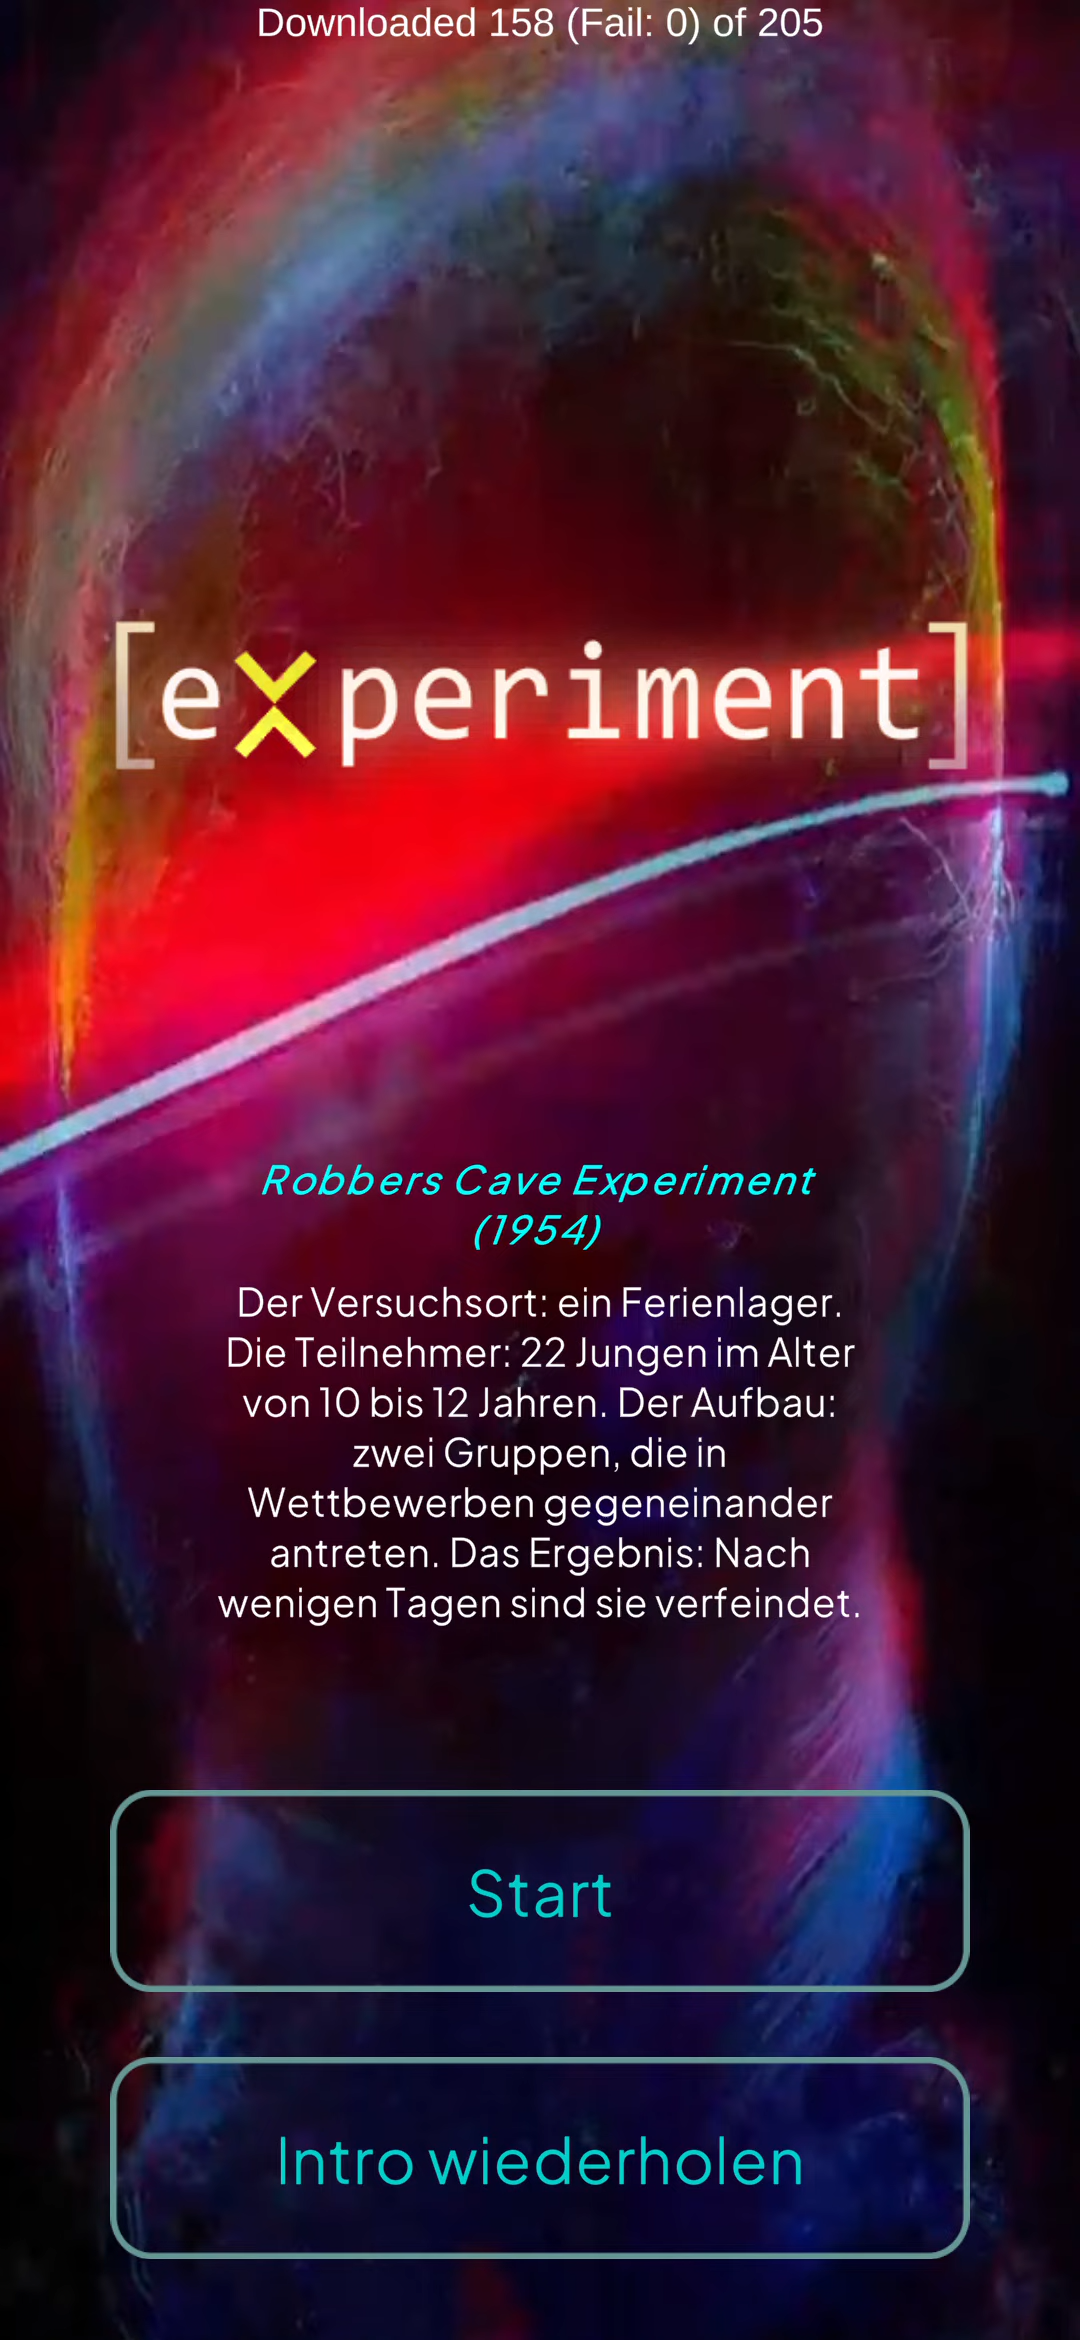 Downloaded 158 (Fail: 0) of 205
[experiment]
Robbers Cave Experiment
(1954)
Der Versuchsort: ein Ferienlager.
Die Teilnehmer: 22 Jungen im Alter
von 10 bis 12 Jahren. Der Aufbau:
zwei Gruppen, die in
Wettbewerben gegeneinander
antreten. Das Ergebnis: Nach
wenigen Tagen sind sie verfeindet.
Start
Intro wiederholen